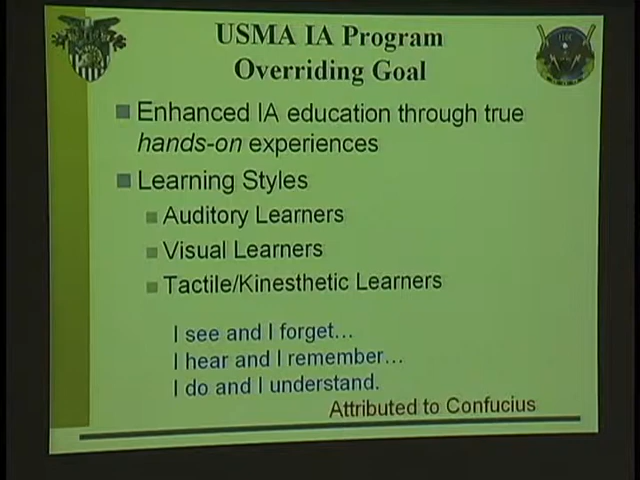 USMA IA Program
Overriding Goal
Enhanced IA education through true
hands-on experiences
Learning Styles
Auditory Learners
Visual Learners
Tactile/Kinesthetic Learners
I see and I forget…
I hear and I remember…
I do and I understand.
Attributed to Confucius